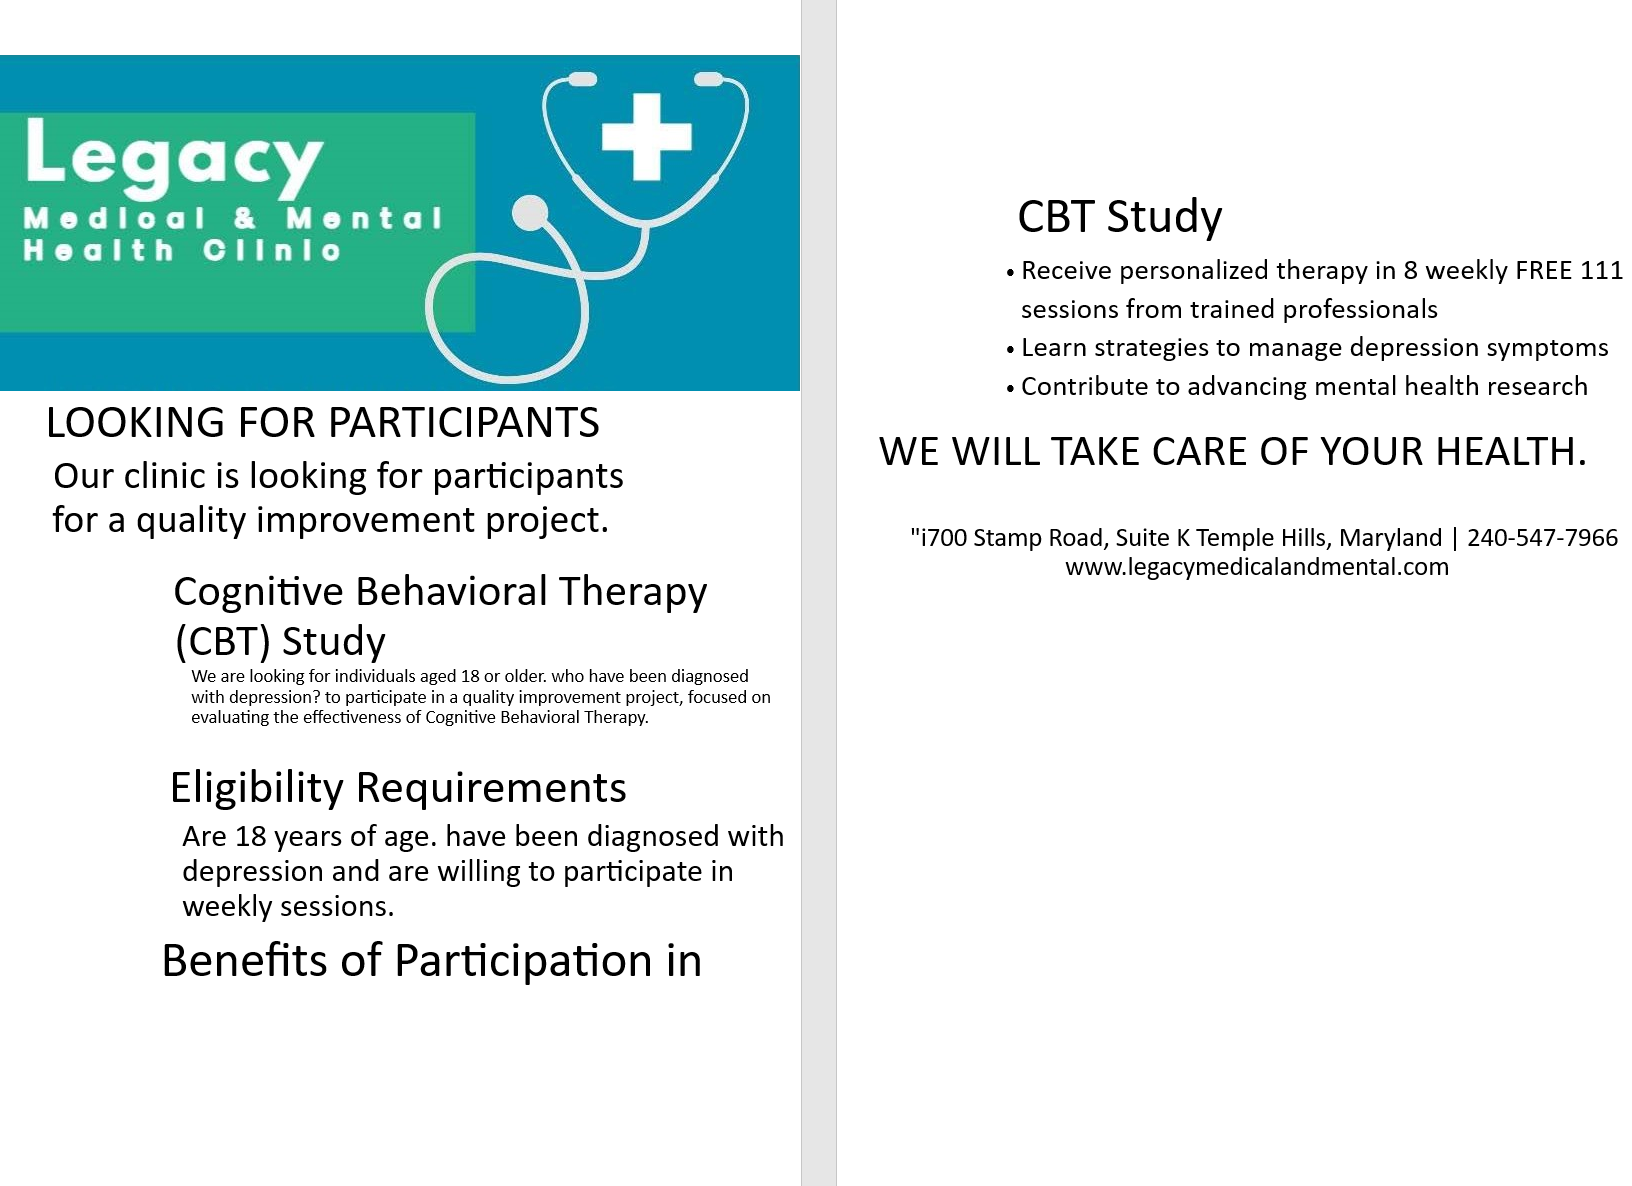 Legacy
Medical & Mental
Health Clinic
LOOKING FOR PARTICIPANTS
Our clinic is looking for participants
for a quality improvement project.
Cognitive Behavioral Therapy
(CBT) Study
We are looking for individuals aged 18 or older. who have been diagnosed
with depression? to participate in a quality improvement project, focused on
evaluating the effectiveness of Cognitive Behavioral Therapy.
Eligibility Requirements
Are 18 years of age. have been diagnosed with
depression and are willing to participate in
weekly sessions.
Benefits of Participation in
CBT Study
• Receive personalized therapy in 8 weekly FREE 111
sessions from trained professionals
• Learn strategies to manage depression symptoms
• Contribute to advancing mental health research
WE WILL TAKE CARE OF YOUR HEALTH.
"i700 Stamp Road, Suite K Temple Hills, Maryland | 240-547-7966
www.legacymedicalandmental.com